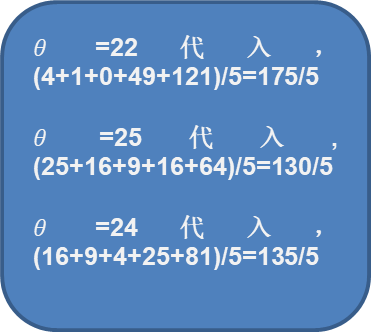 θ =22 代 入 ，
(4+1+0+49+121)/5=175/5
θ =25 代 入 ，
(25+16+9+16+64)/5=130/5
θ =24 代 入 ，
(16+9+4+25+81)/5=135/5